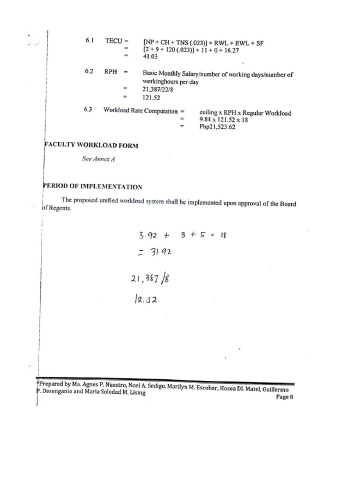 6.1 TECU = [NP + CH + TNS (.023)] + RWL + EWL + SF
= [2 + 9 + 120 (.023)] + 11 + 0 + 16.27
= 41.03
6.2 RPH = Basic Monthly Salary/number of working days/number of
workinghours per day
= 21,387/22/8
= 121.52
6.3 Workload Rate Computation = ceiling x RPH x Regular Workload
= 9.84 x 121.52 x 18
= Php21,523.62
FACULTY WORKLOAD FORM
See Annex A
PERIOD OF IMPLEMENTATION
The proposed unified workload system shall be implemented upon approval of the Board
of Regents.
5.92 + 8 + 5 = 18
= 31.92
21,387/8
12.52
*Prepared by Ms. Agnes P. Nuestro, Noel A. Sedigo, Marilyn M. Escobar, Hosea DL Matel, Guillermo
P. Desenganio and Maria Soledad M. Lising
Page 8